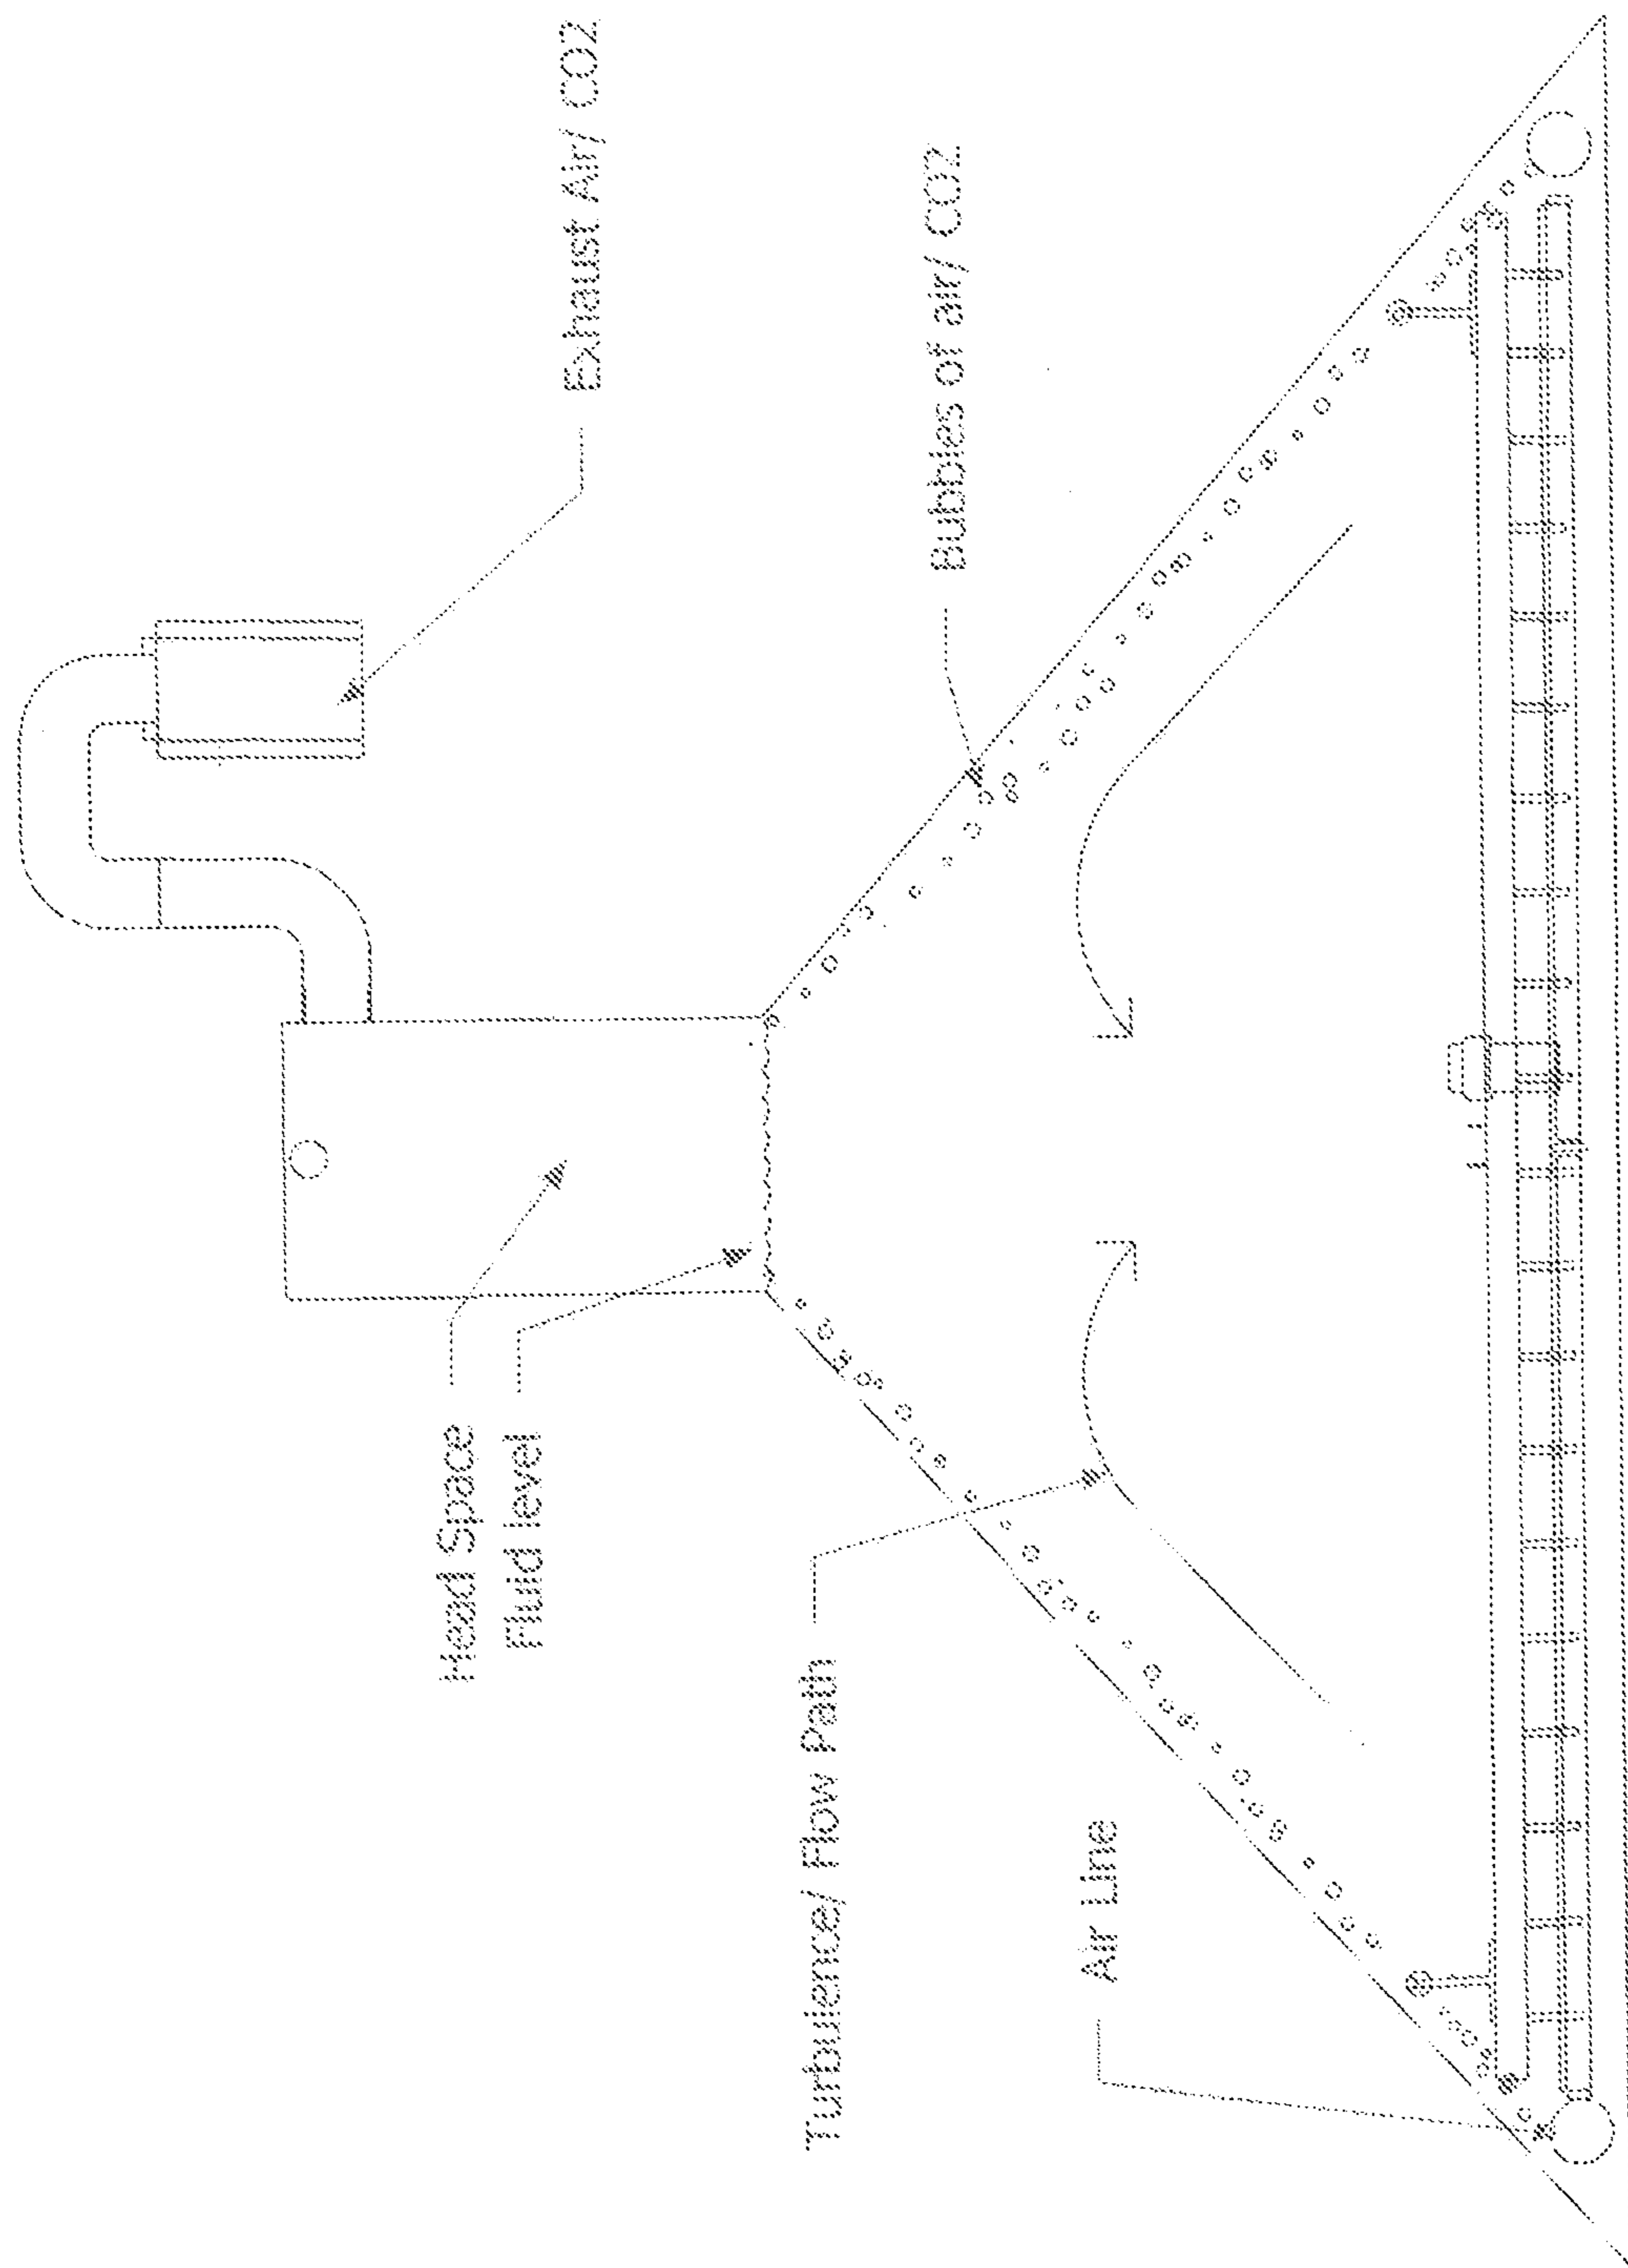 Exhaust Air/ CO2
Bubbles of air/ CO2
Head Space
Fluid level
Turbulence/ Flow Path
Air Line